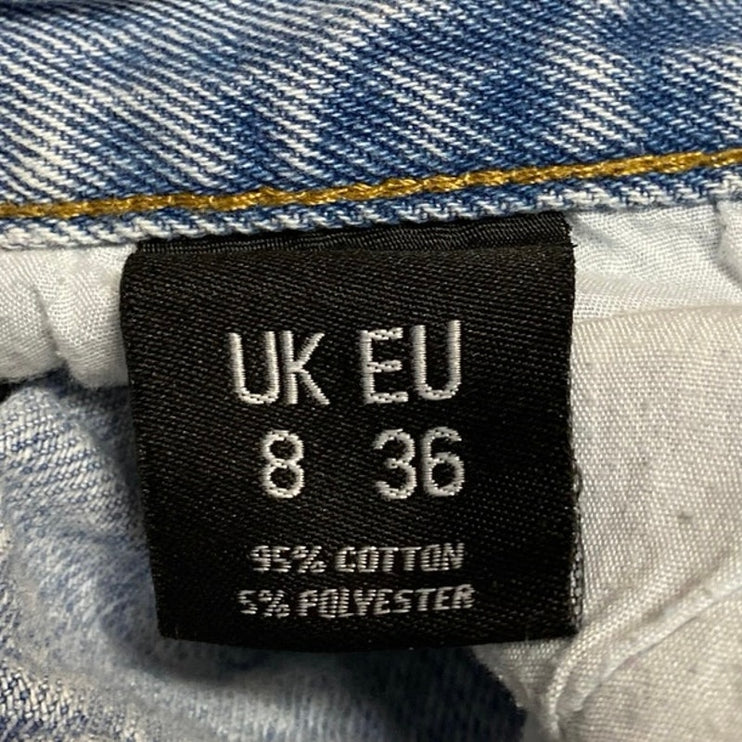 UK EU
8 36
95% COTTON
5% POLYESTER